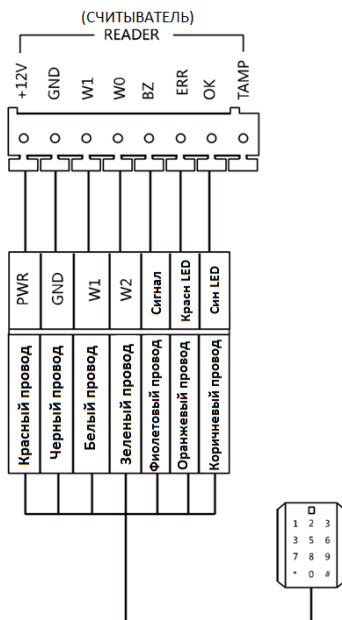 (СЧИТЫВАТЕЛЬ)
READER
+12V GND W1 W0 BZ ERR OK TAMP
PWR GND W1 W2 Сигнал Красн LED Син LED
Красный провод Черный провод Белый провод Зеленый провод Фиолетовый провод Оранжевый провод Коричневый провод
1 2 3
3 5 6
7 8 9
* 0 #